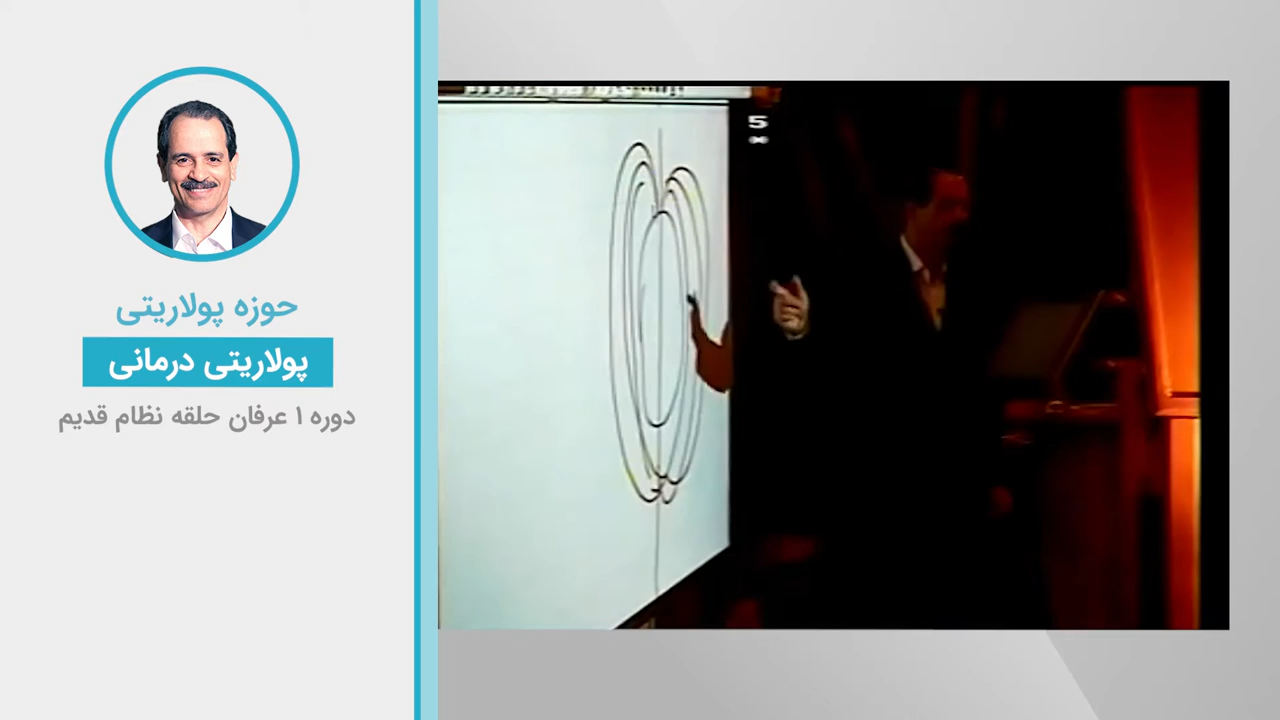 حوزه پولاریتی
پولاریتی درمانی
دوره ۱ عرفان حلقه نظام قدیم
5